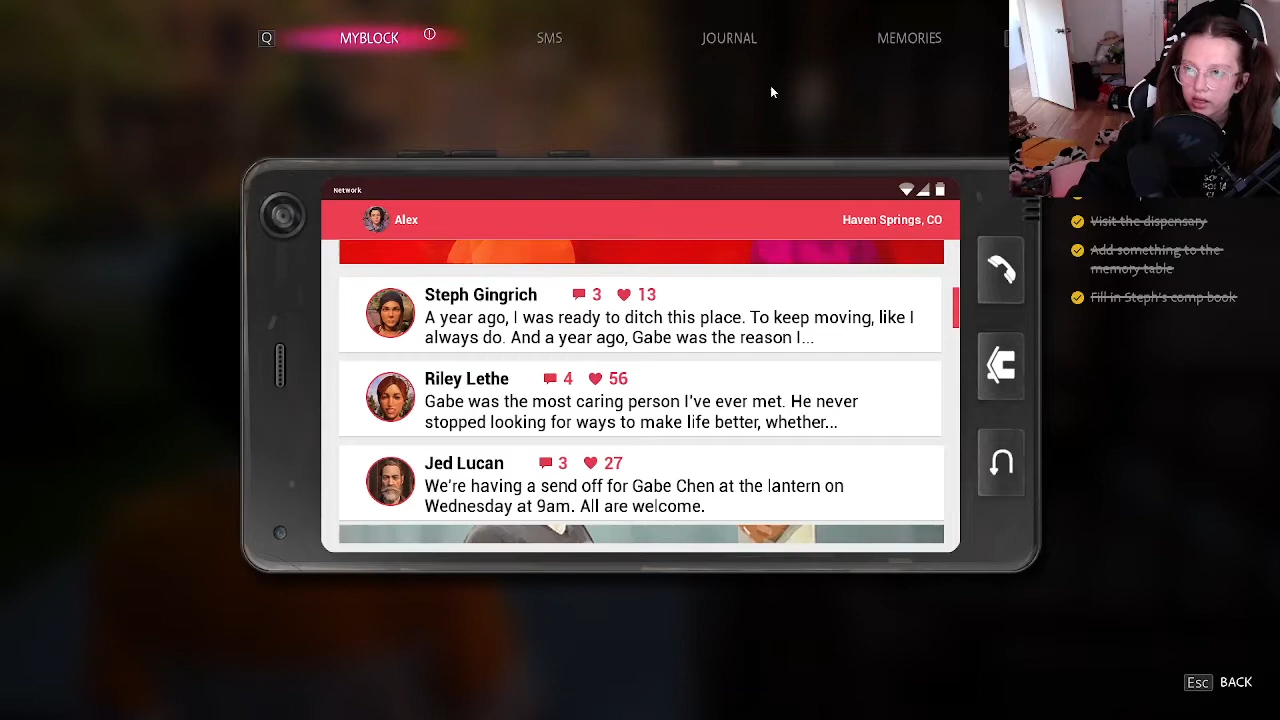 Q MYBLOCK SMS JOURNAL MEMORIES
Network
Alex Haven Springs, CO
Steph Gingrich 3 13
A year ago, I was ready to ditch this place. To keep moving, like I
always do. And a year ago, Gabe was the reason I...
Riley Lethe 4 56
Gabe was the most caring person I've ever met. He never
stopped looking for ways to make life better, whether...
Jed Lucan 3 27
We're having a send off for Gabe Chen at the lantern on
Wednesday at 9am. All are welcome.
Visit the dispensary
Add something to the
memory table
Fill in Steph's comp book
Esc BACK